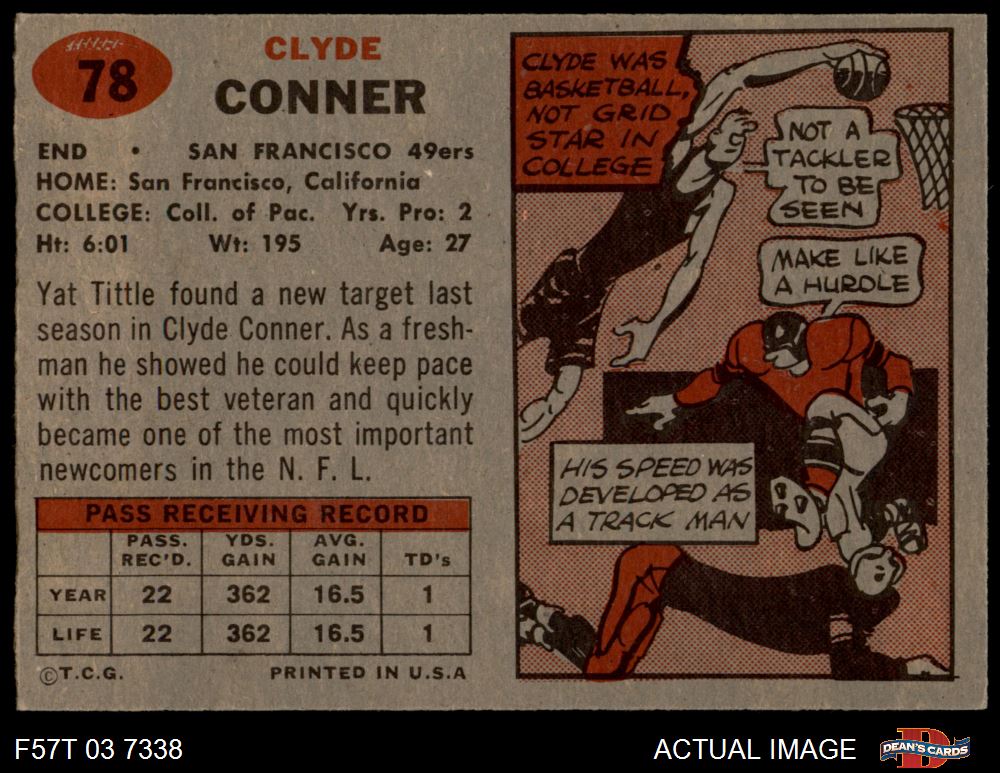 78
CLYDE
CONNER
END • SAN FRANCISCO 49ers
HOME: San Francisco, California
COLLEGE: Coll. of Pac. Yrs. Pro: 2
Ht: 6:01 Wt: 195 Age: 27
Yat Tittle found a new target last
season in Clyde Conner. As a fresh-
man he showed he could keep pace
with the best veteran and quickly
became one of the most important
newcomers in the N. F. L.
PASS RECEIVING RECORD
PASS. REC'D. YDS. GAIN AVG. GAIN TD's
YEAR 22 362 16.5 1
LIFE 22 362 16.5 1
©T.C.G. PRINTED IN U.S.A
CLYDE WAS
BASKETBALL,
NOT GRID
STAR IN
COLLEGE
NOT A
TACKLER
TO BE
SEEN
MAKE LIKE
A HURDLE
HIS SPEED WAS
DEVELOPED AS
A TRACK MAN
F57T 03 7338
ACTUAL IMAGE
DEAN'S CARDS